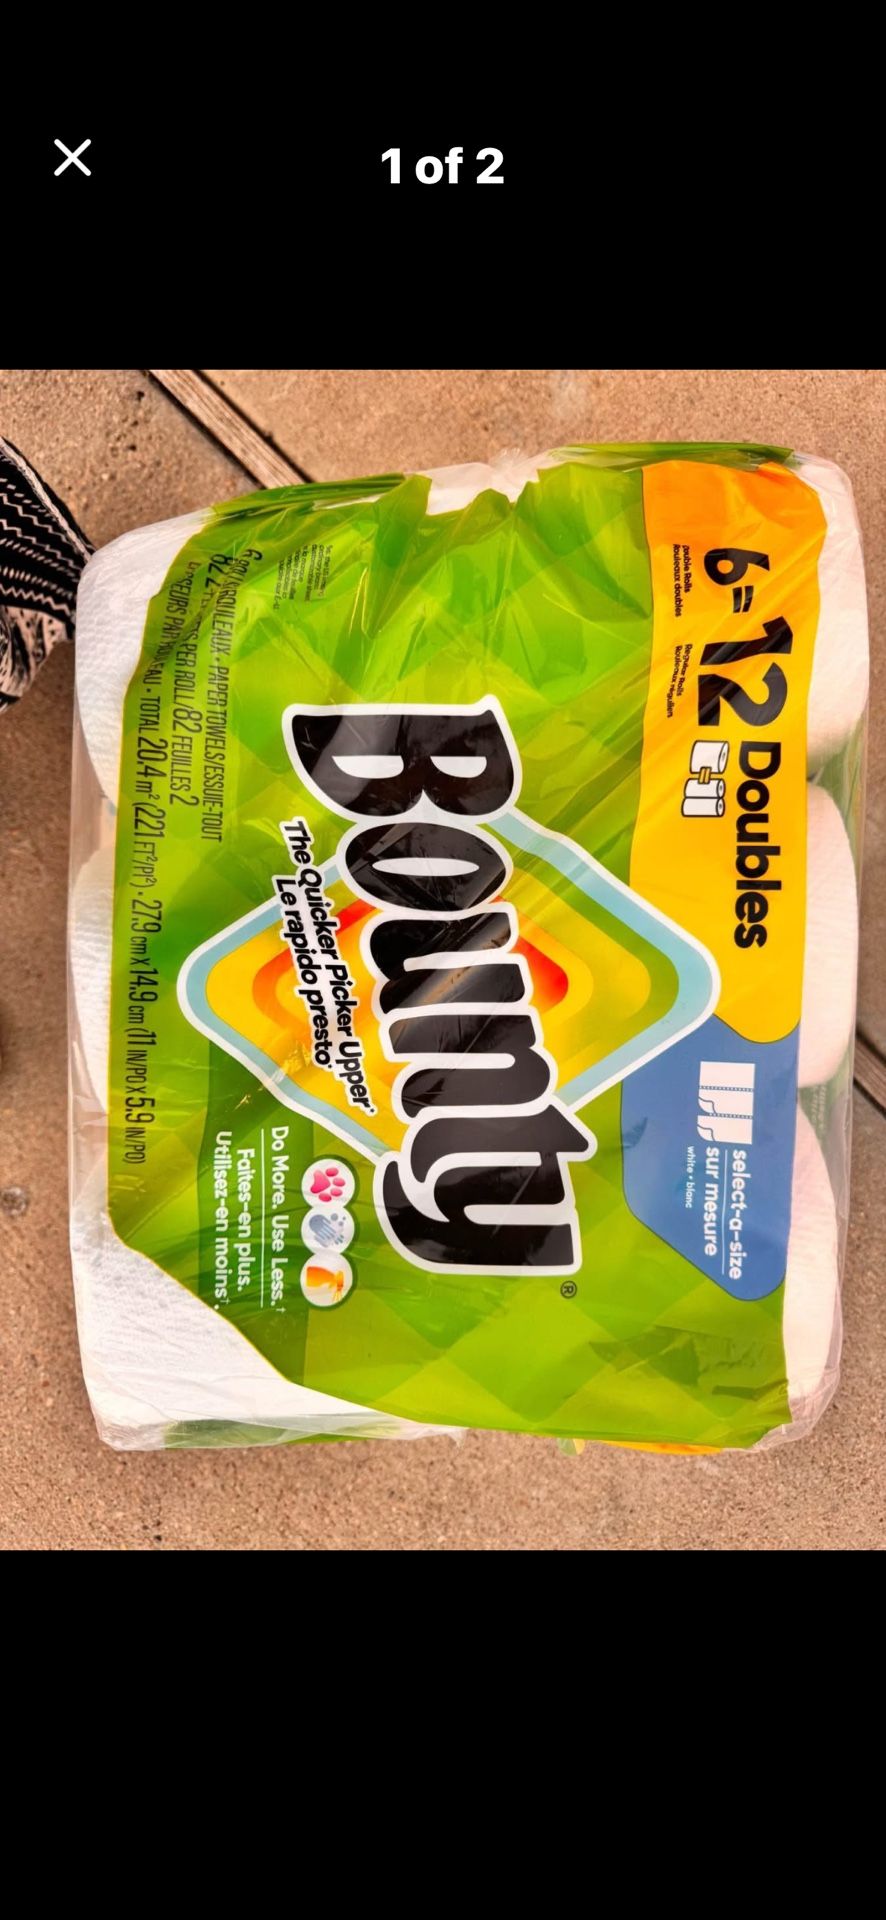 1 of 2
6=12 Doubles
Double Rolls
Rouleaux doubles
Regular Rolls
Rouleaux réguliers
select-a-size
sur mesure
white • blanc
Bounty®
The Quicker Picker Upper*
Le rapido presto*
Do More. Use Less.†
Faites-en plus.
Utilisez-en moins†.
ROULEAUX • PAPER TOWELS/ESSUIE-TOUT
PER ROLL/82 FEUILLES 2
TOTAL 20.4 m² (221 FT²/PI²) • 27.9 cm X 14.9 cm (11 IN/PO X 5.9 IN/PO)